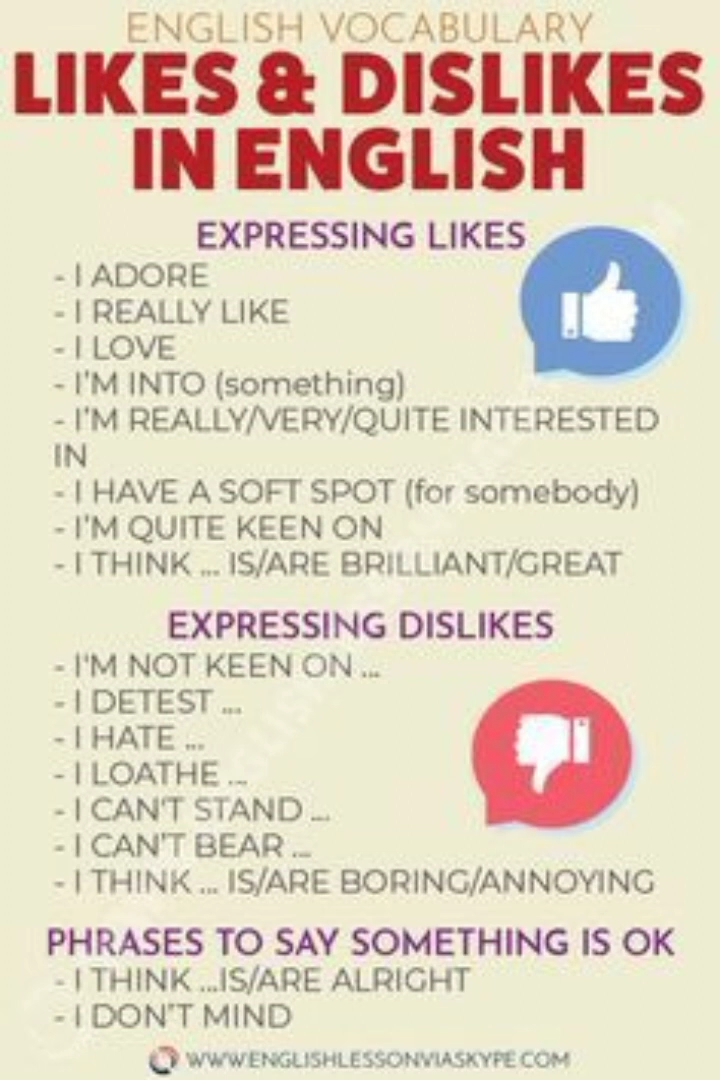 ENGLISH VOCABULARY
LIKES & DISLIKES
IN ENGLISH
EXPRESSING LIKES
- I ADORE
- I REALLY LIKE
- I LOVE
- I'M INTO (something)
- I'M REALLY/VERY/QUITE INTERESTED
IN
- I HAVE A SOFT SPOT (for somebody)
- I'M QUITE KEEN ON
- I THINK ... IS/ARE BRILLIANT/GREAT
EXPRESSING DISLIKES
- I'M NOT KEEN ON ...
- I DETEST ...
- I HATE ...
- I LOATHE ...
- I CAN'T STAND ...
- I CAN'T BEAR ...
- I THINK ... IS/ARE BORING/ANNOYING
PHRASES TO SAY SOMETHING IS OK
- I THINK ...IS/ARE ALRIGHT
- I DON'T MIND
WWW.ENGLISHLESSONVIASKYPE.COM